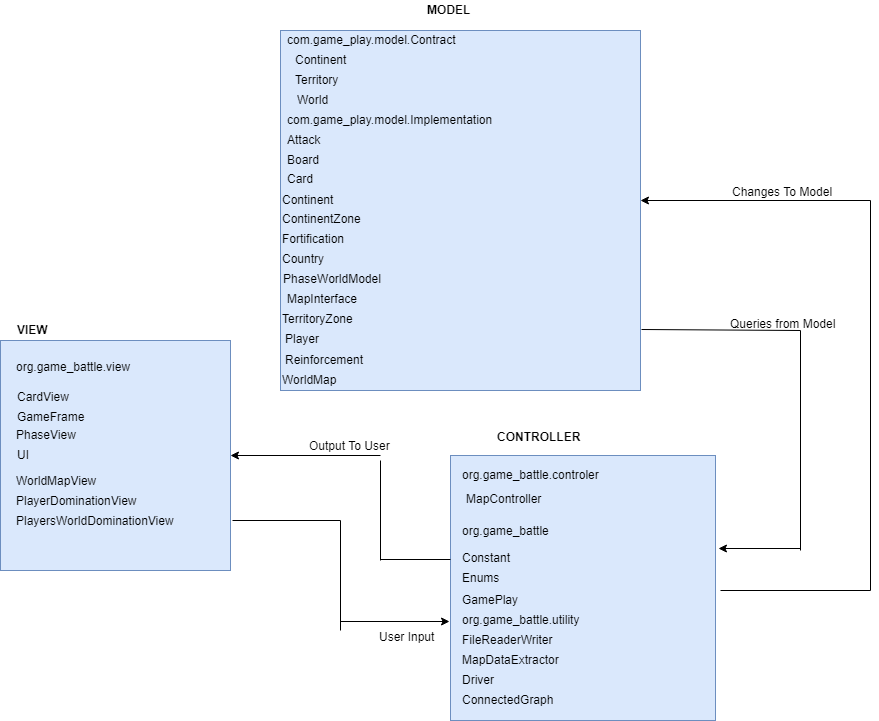 MODEL
com.game_play.model.Contract
Continent
Territory
World
com.game_play.model.Implementation
Attack
Board
Card
Continent
ContinentZone
Fortification
Country
PhaseWorldModel
MapInterface
TerritoryZone
Player
Reinforcement
WorldMap
Changes To Model
Queries from Model
VIEW
org.game_battle.view
CardView
GameFrame
PhaseView
UI
WorldMapView
PlayerDominationView
PlayersWorldDominationView
Output To User
User Input
CONTROLLER
org.game_battle.controler
MapController
org.game_battle
Constant
Enums
GamePlay
org.game_battle.utility
FileReaderWriter
MapDataExtractor
Driver
ConnectedGraph